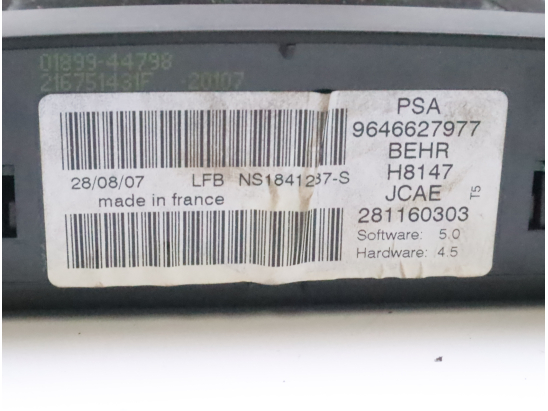 01899-44798
216751431F -20107
PSA
9646627977
BEHR
H8147
JCAE T5
281160303
Software: 5.0
Hardware: 4.5
28/08/07 LFB NS1841237-S
made in france